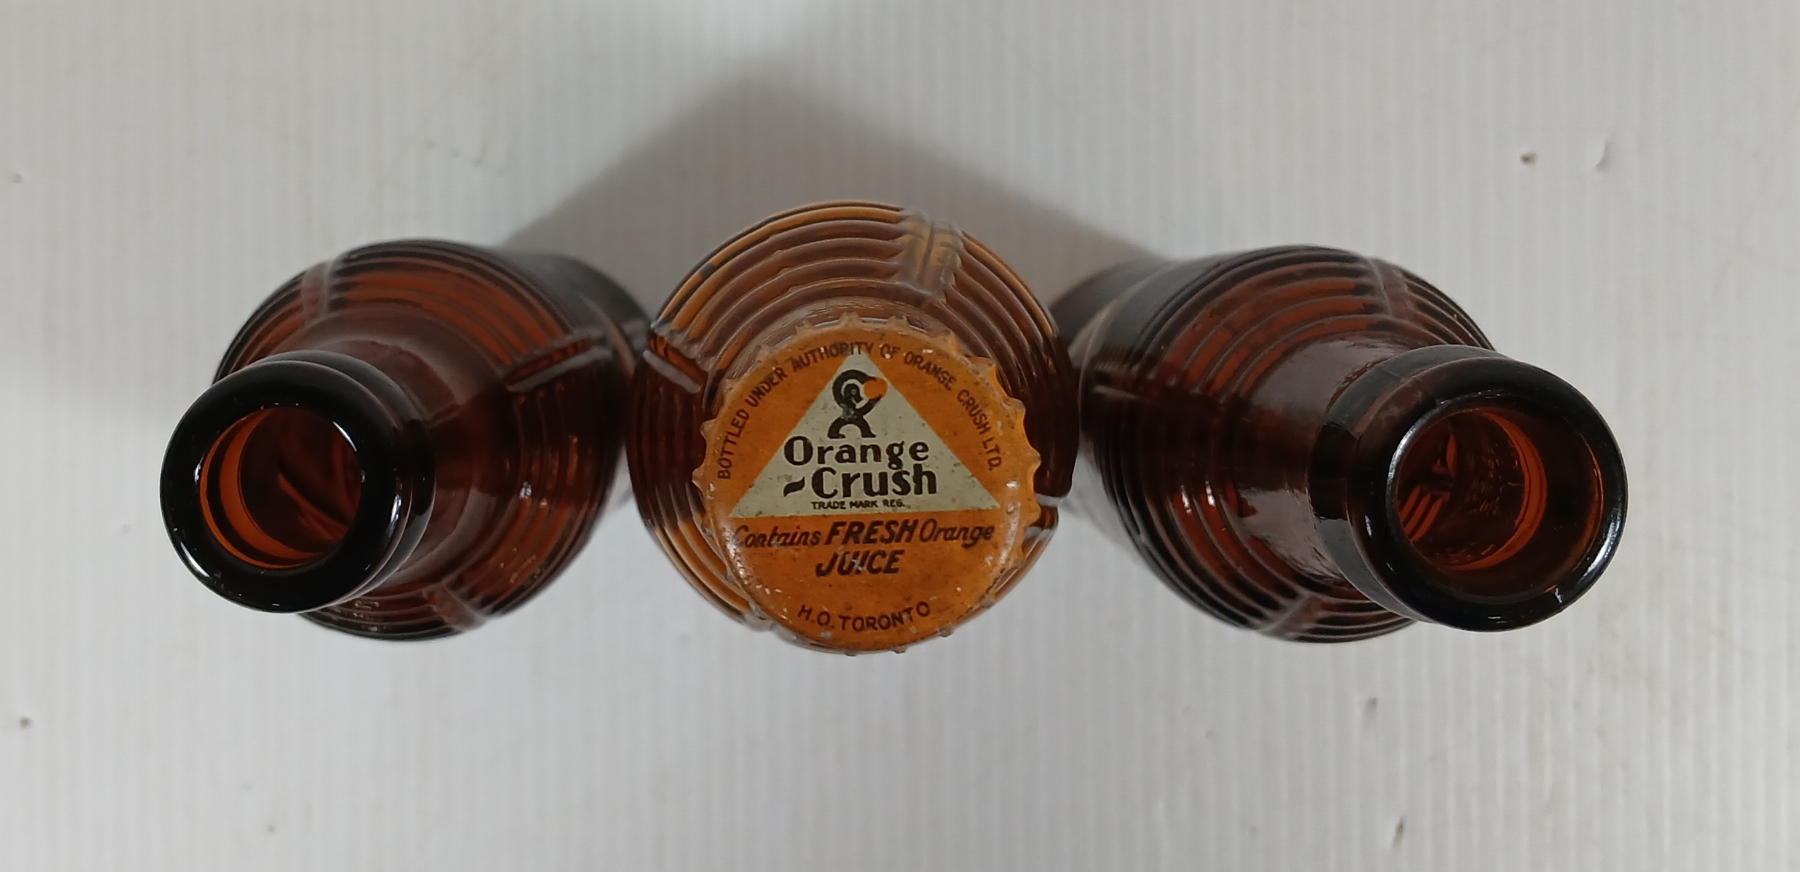 BOTTLED UNDER AUTHORITY OF ORANGE CRUSH LTD.
Orange
-Crush
TRADE MARK REG.
Contains FRESH Orange
JUICE
H.O. TORONTO